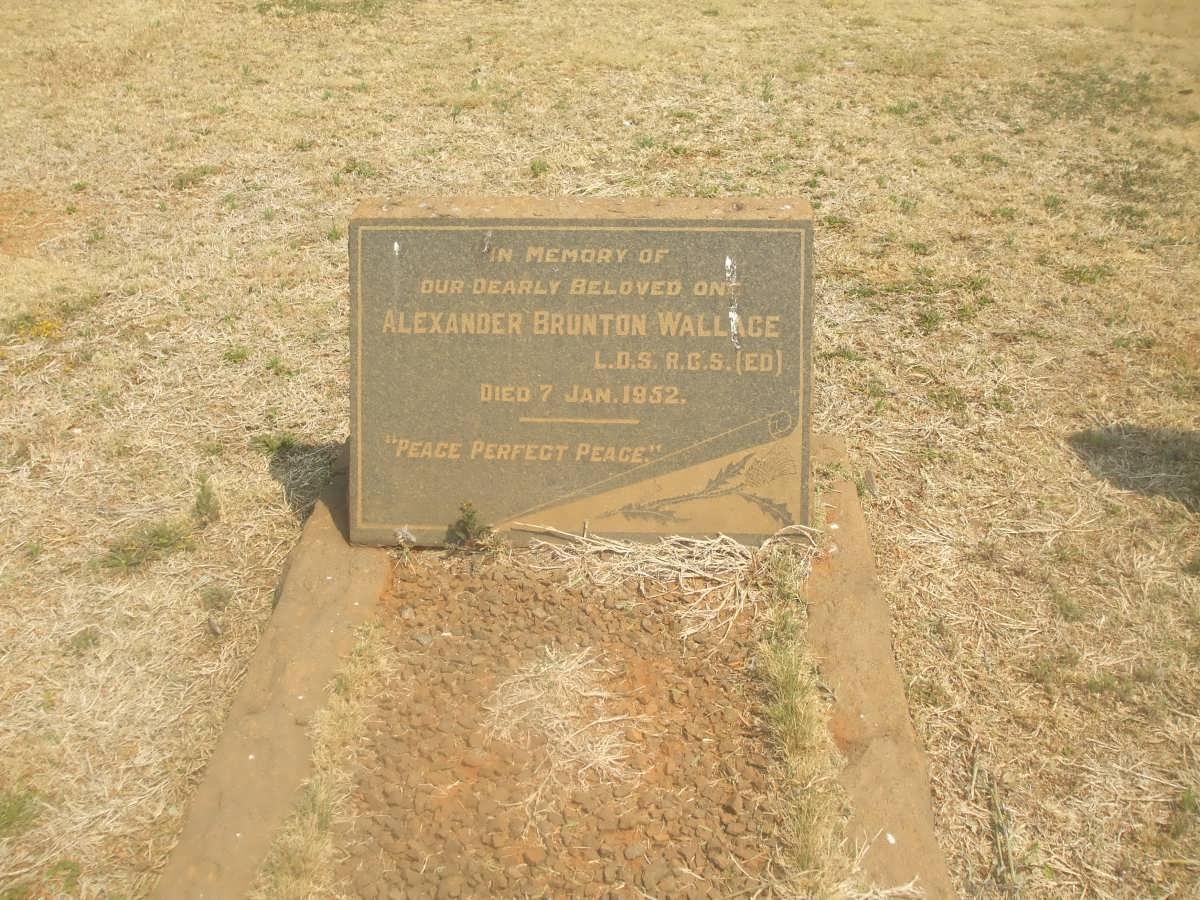 IN MEMORY OF
OUR DEARLY BELOVED ONE
ALEXANDER BRUNTON WALLACE
L.D.S. R.C.S. (ED)
DIED 7 JAN. 1952.
"PEACE PERFECT PEACE."